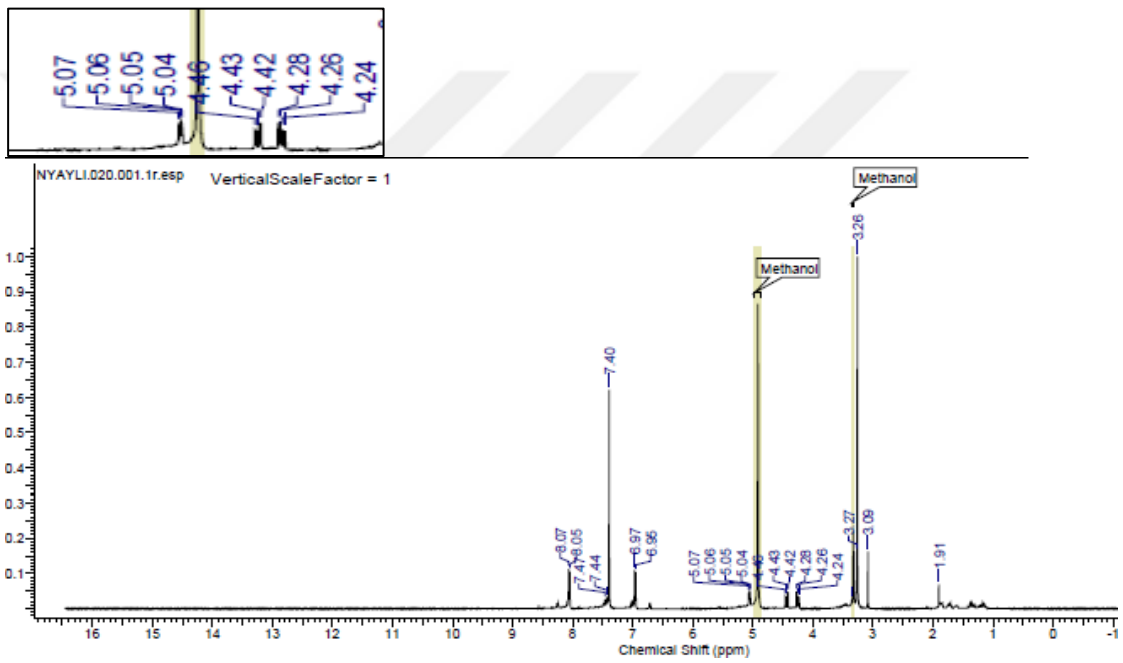 5.07 5.06 5.05 5.04 4.46 4.43 4.42 4.28 4.26 4.24
NYAYLI.020.001.1r.esp VerticalScaleFactor = 1
Methanol
Methanol
3.26
7.40
8.07 8.05 7.47 7.44 6.97 6.95 5.07 5.06 5.05 5.04 4.46 4.43 4.42 4.28 4.26 4.24 3.27 3.09 1.91
1.0
0.9
0.8
0.7
0.6
0.5
0.4
0.3
0.2
0.1
16 15 14 13 12 11 10 9 8 7 6 5 4 3 2 1 0 -1
Chemical Shift (ppm)